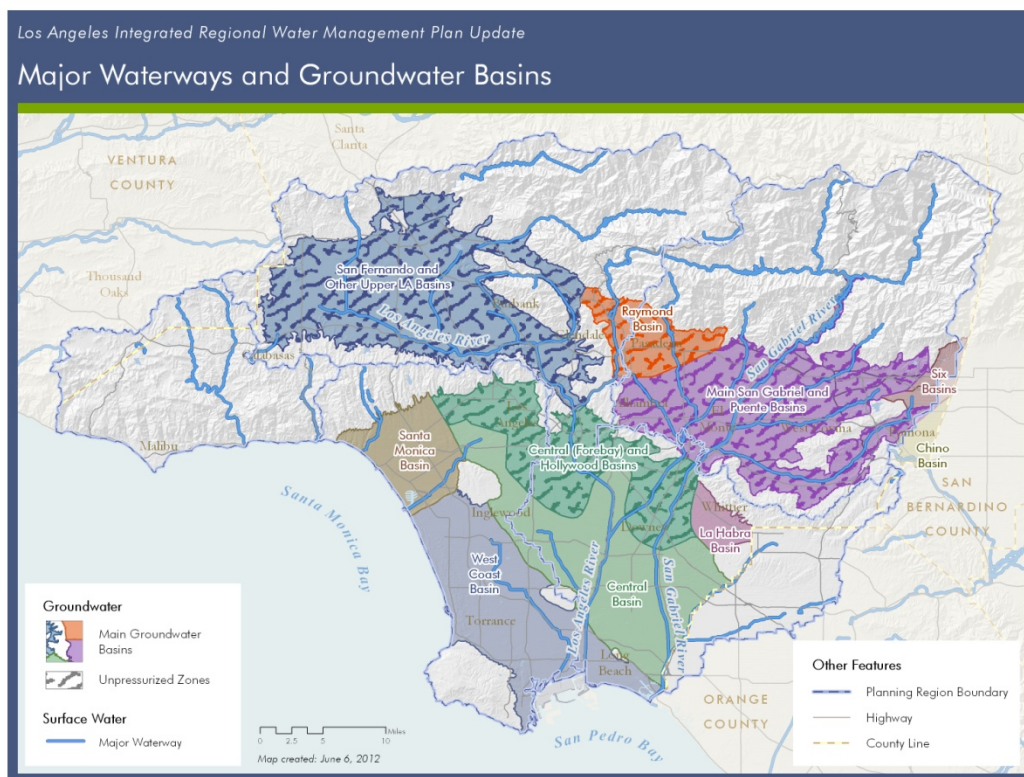 Los Angeles Integrated Regional Water Management Plan Update
Major Waterways and Groundwater Basins
Santa
Clarita
VENTURA
COUNTY
Thousand
Oaks
San Fernando and
Other Upper LA Basins
Burbank
Los Angeles River
Glendale
Raymond
Basin
Pasadena
San Gabriel River
Calabasas
Six
Basins
Main San Gabriel and
Puente Basins
Alhambra
El
Monte
West Covina
Pomona
Chino
Basin
Malibu
Santa
Monica
Basin
Los
Angeles
Central (Forebay) and
Hollywood Basins
SAN
BERNARDINO
COUNTY
Santa Monica Bay
Inglewood
Downey
Whittier
La Habra
Basin
West
Coast
Basin
Los Angeles River
San Gabriel River
Central
Basin
Torrance
Long
Beach
ORANGE
COUNTY
San Pedro Bay
Groundwater
Main Groundwater
Basins
Unpressurized Zones
Surface Water
Major Waterway
0 2.5 5 10 Miles
Map created: June 6, 2012
Other Features
Planning Region Boundary
Highway
County Line